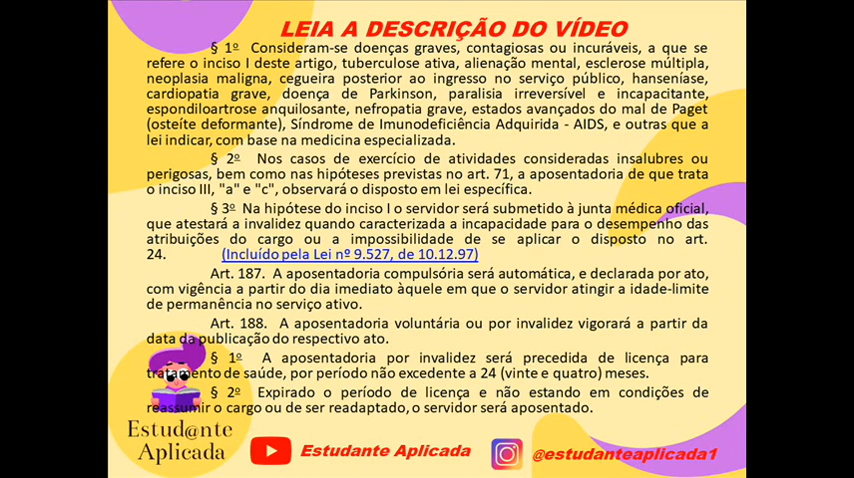 LEIA A DESCRIÇÃO DO VÍDEO
§ 1º Consideram-se doenças graves, contagiosas ou incuráveis, a que se
refere o inciso I deste artigo, tuberculose ativa, alienação mental, esclerose múltipla,
neoplasia maligna, cegueira posterior ao ingresso no serviço público, hanseníase,
cardiopatia grave, doença de Parkinson, paralisia irreversível e incapacitante,
espondiloartrose anquilosante, nefropatia grave, estados avançados do mal de Paget
(osteíte deformante), Síndrome de Imunodeficiência Adquirida - AIDS, e outras que a
lei indicar, com base na medicina especializada.
§ 2º Nos casos de exercício de atividades consideradas insalubres ou
perigosas, bem como nas hipóteses previstas no art. 71, a aposentadoria de que trata
o inciso III, "a" e "c", observará o disposto em lei específica.
§ 3º Na hipótese do inciso I o servidor será submetido à junta médica oficial,
que atestará a invalidez quando caracterizada a incapacidade para o desempenho das
atribuições do cargo ou a impossibilidade de se aplicar o disposto no art.
24. (Incluído pela Lei nº 9.527, de 10.12.97)
Art. 187. A aposentadoria compulsória será automática, e declarada por ato,
com vigência a partir do dia imediato àquele em que o servidor atingir a idade-limite
de permanência no serviço ativo.
Art. 188. A aposentadoria voluntária ou por invalidez vigorará a partir da
data da publicação do respectivo ato.
§ 1º A aposentadoria por invalidez será precedida de licença para
tratamento de saúde, por período não excedente a 24 (vinte e quatro) meses.
§ 2º Expirado o período de licença e não estando em condições de
reassumir o cargo ou de ser readaptado, o servidor será aposentado.
Estud@nte
Aplicada
Estudante Aplicada
@estudanteaplicada1